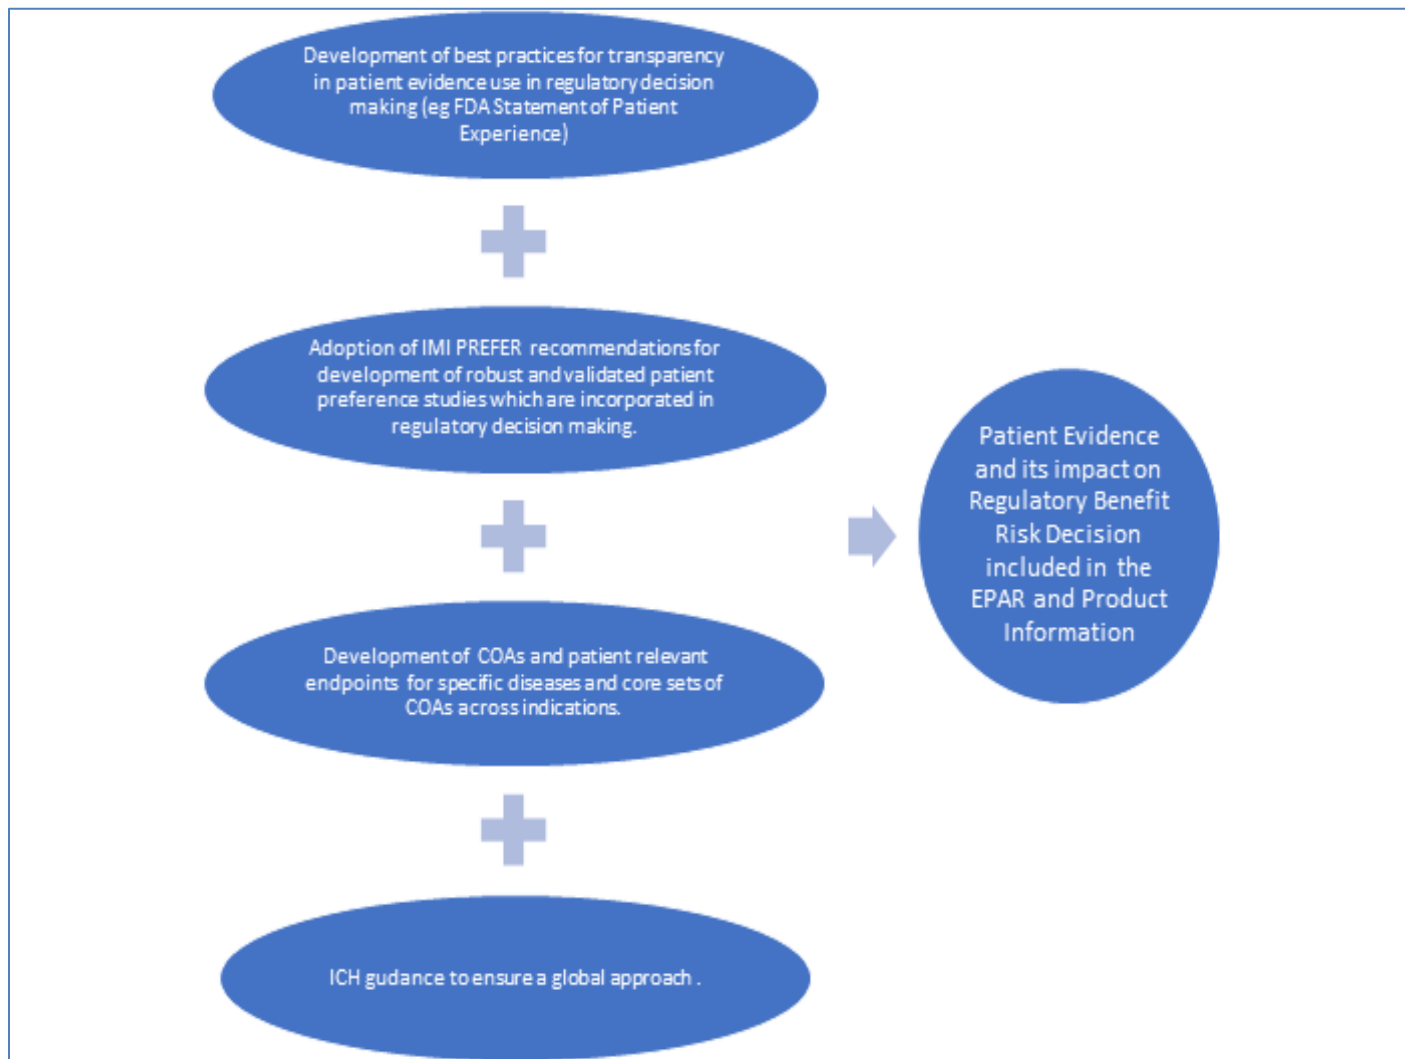 Development of best practices for transparency
in patient evidence use in regulatory decision
making (eg FDA Statement of Patient
Experience)
Adoption of IMI PREFER recommendations for
development of robust and validated patient
preference studies which are incorporated in
regulatory decision making.
Development of COAs and patient relevant
endpoints for specific diseases and core sets of
COAs across indications.
ICH gudance to ensure a global approach .
Patient Evidence
and its impact on
Regulatory Benefit
Risk Decision
included in the
EPAR and Product
Information